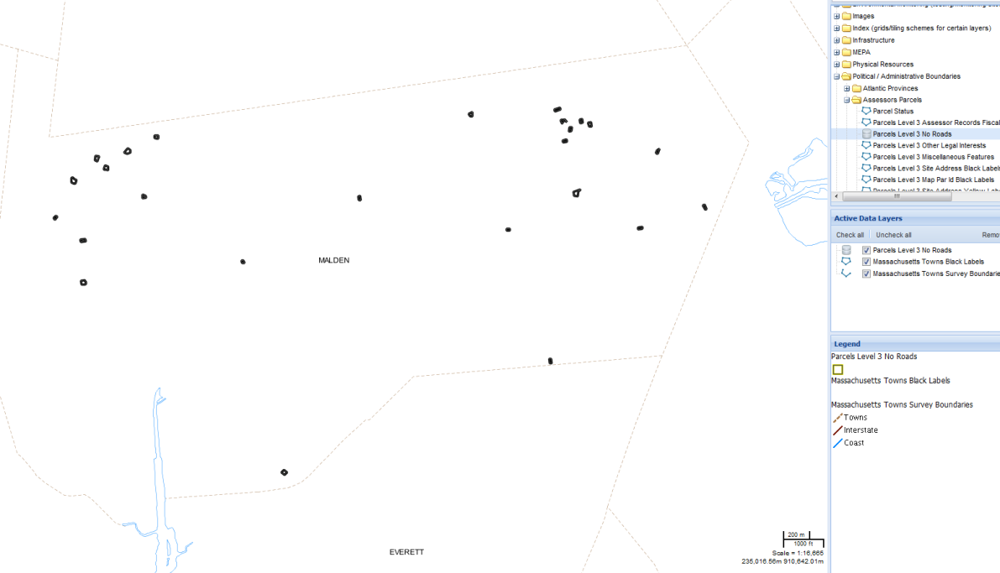 MALDEN
EVERETT
200 m
1000 ft
Scale = 1:16,666
235,016.56m 910,642.01m
Images
Index (grids/tiling schemes for certain layers)
Infrastructure
MEPA
Physical Resources
Political / Administrative Boundaries
Atlantic Provinces
Assessors Parcels
Parcel Status
Parcels Level 3 Assessor Records Fiscal
Parcels Level 3 No Roads
Parcels Level 3 Other Legal Interests
Parcels Level 3 Miscellaneous Features
Parcels Level 3 Site Address Black Labels
Parcels Level 3 Map Par Id Black Labels
Active Data Layers
Check all Uncheck all Remo
Parcels Level 3 No Roads
Massachusetts Towns Black Labels
Massachusetts Towns Survey Boundarie
Legend
Parcels Level 3 No Roads
Massachusetts Towns Black Labels
Massachusetts Towns Survey Boundaries
Towns
Interstate
Coast